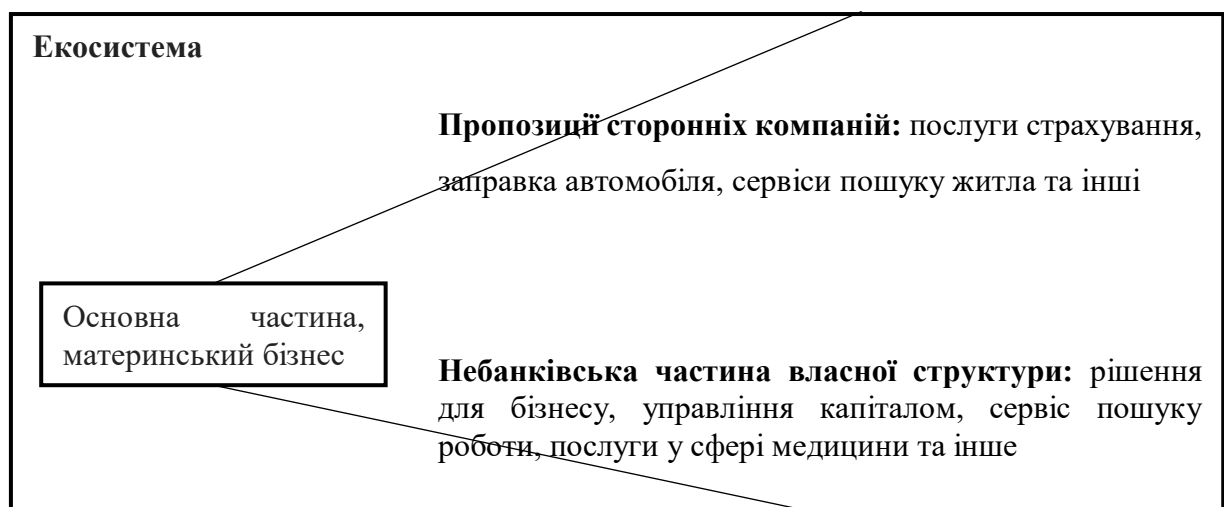 Екосистема
Пропозиції сторонніх компаній: послуги страхування,
заправка автомобіля, сервіси пошуку житла та інші
Основна частина,
материнський бізнес
Небанківська частина власної структури: рішення
для бізнесу, управління капіталом, сервіс пошуку
роботи, послуги у сфері медицини та інше